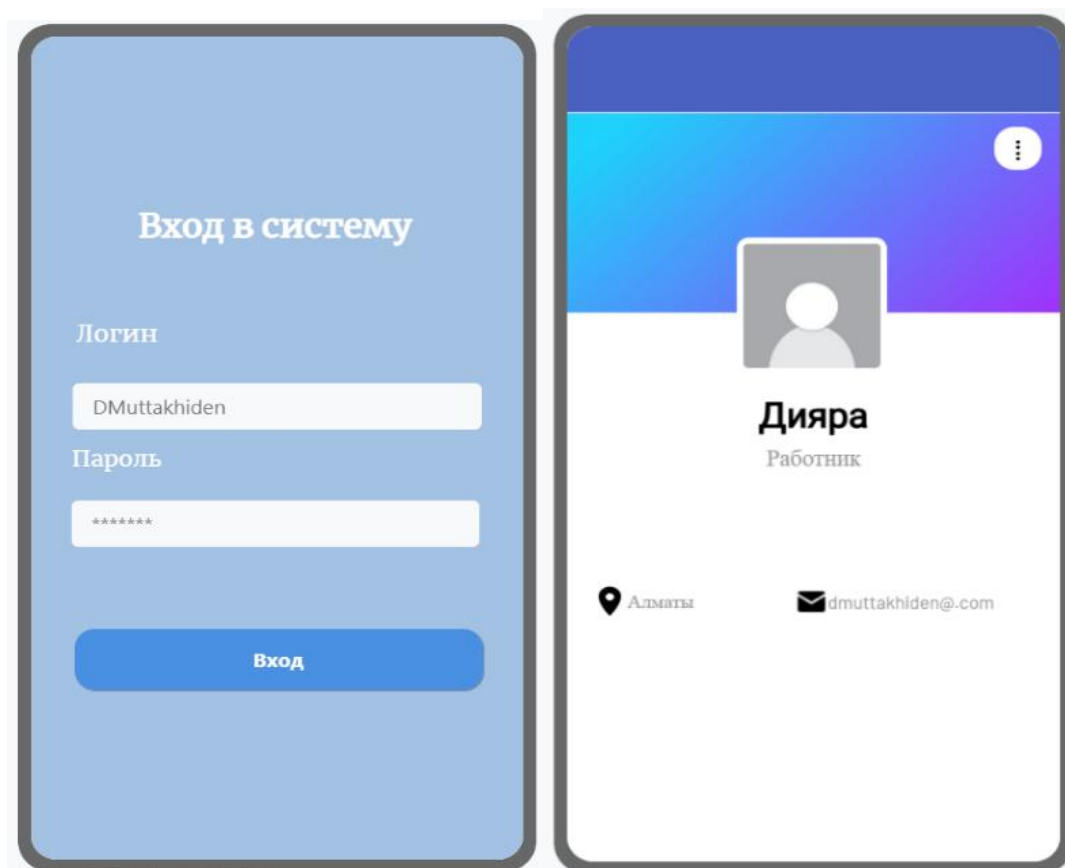 Вход в систему
Логин
DMuttakhiden
Пароль
*******
Вход
Дияра
Работник
Алматы
dmuttakhiden@.com